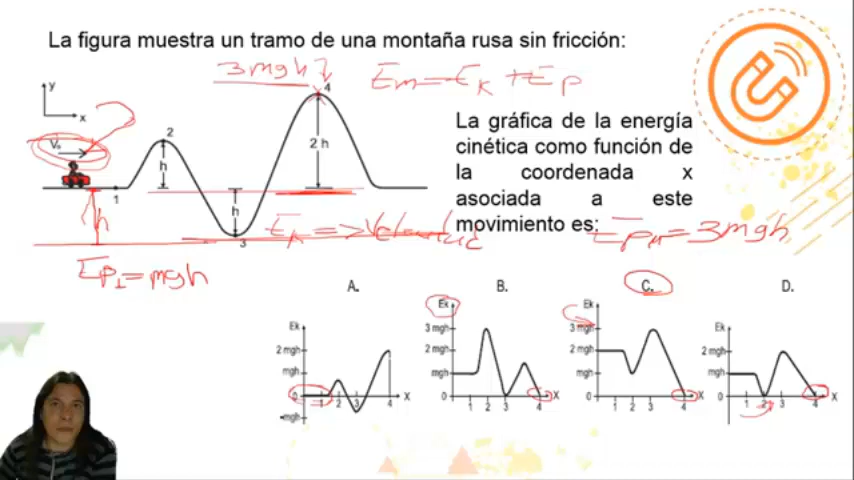 La figura muestra un tramo de una montaña rusa sin fricción:
3mgh
Em = Ek + Ep
y
x
V₀
1
2
h
h
3
4
2 h
h
La gráfica de la energía
cinética como función de
la coordenada x
asociada a este
movimiento es:
Ek => Velocidad
Ep4 = 3mgh
Ep1 = mgh
A.
B.
C.
D.
Ek
2 mgh
mgh
0
-mgh
1 2 3 4 X
Ek
3 mgh
2 mgh
mgh
0
1 2 3 4 X
Ek
3 mgh
2 mgh
mgh
0
1 2 3 4 X
Ek
2 mgh
mgh
0
1 2 3 4 X